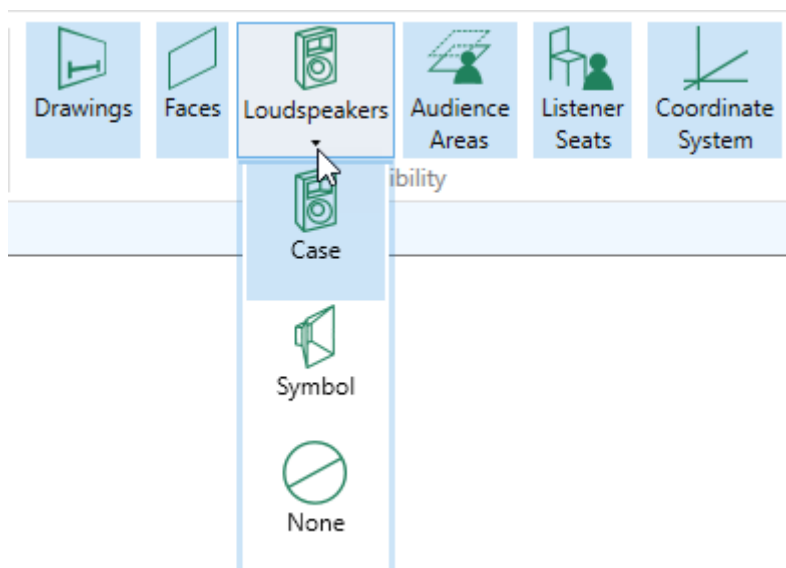 Drawings
Faces
Loudspeakers
Audience
Areas
Listener
Seats
Coordinate
System
ibility
Case
Symbol
None